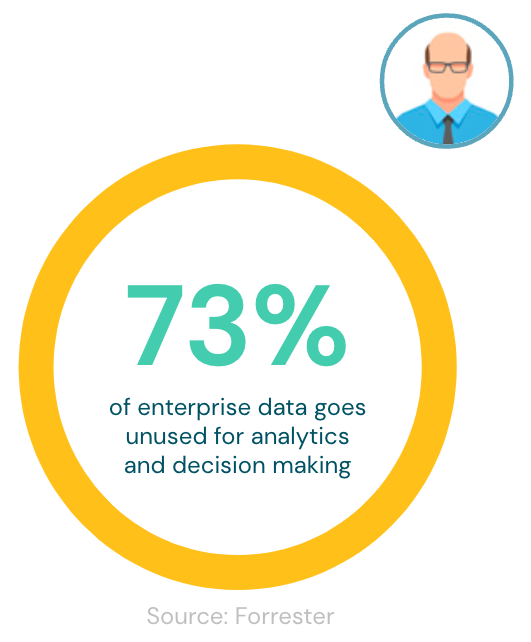 73%
of enterprise data goes
unused for analytics
and decision making
Source: Forrester